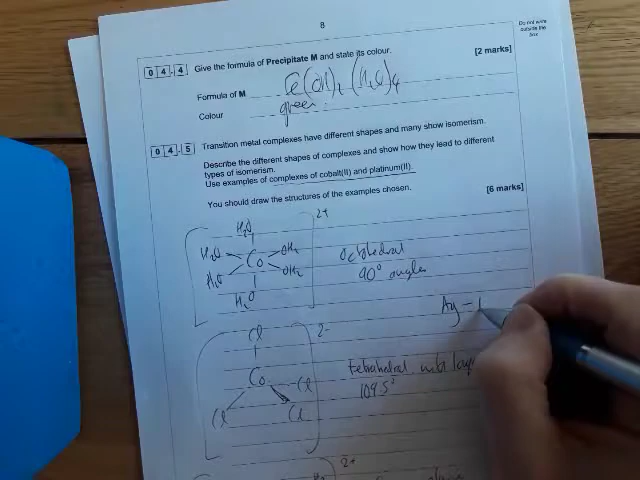 8
Do not write
outside the
box
0 4 . 4 Give the formula of Precipitate M and state its colour.
[2 marks]
Formula of M Fe(OH)2 (H2O)4
Colour green
0 4 . 5 Transition metal complexes have different shapes and many show isomerism.
Describe the different shapes of complexes and show how they lead to different
types of isomerism.
Use examples of complexes of cobalt(II) and platinum(II).
You should draw the structures of the examples chosen.
[6 marks]
2+
H2O
H2O OH2
Co
H2O OH2
H2O
octahedral
90° angles
Ag –
2-
Cl
Co
Cl
Cl Cl
tetrahedral
109.5°
2+